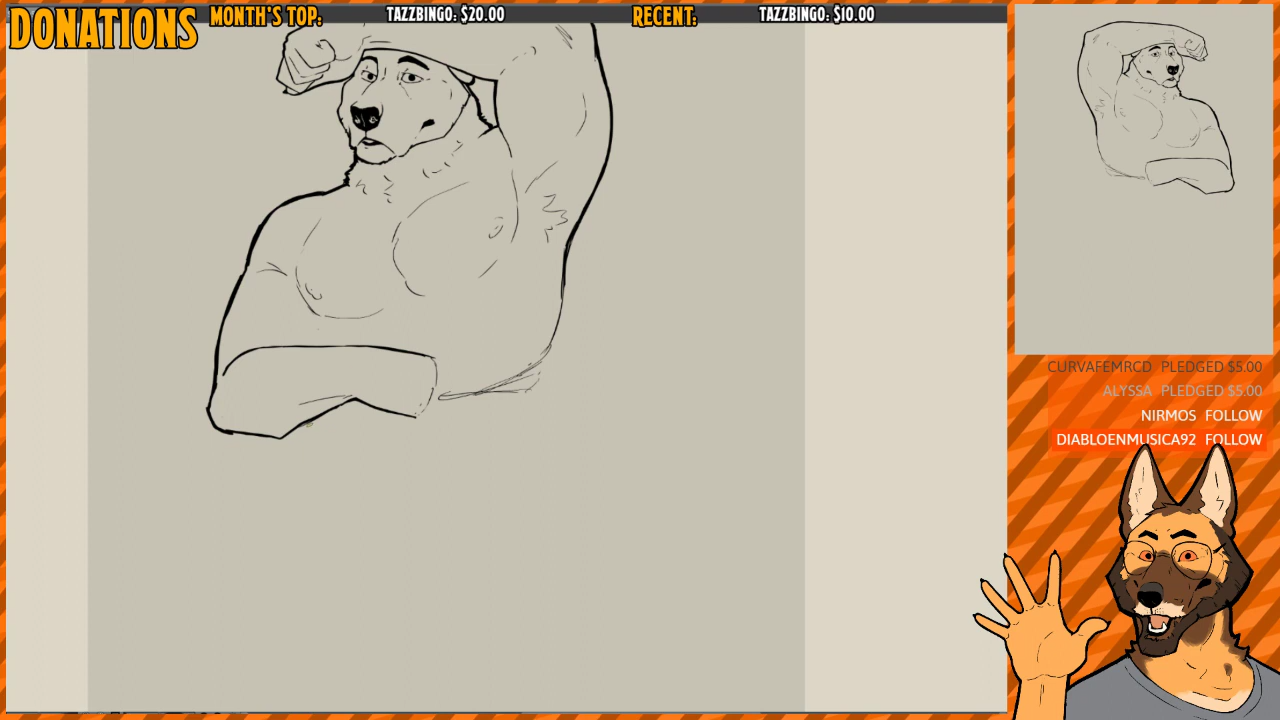 DONATIONS
MONTH'S TOP: TAZZBINGO: $20.00
RECENT: TAZZBINGO: $10.00
CURVAFEMRCD PLEDGED $5.00
ALYSSA PLEDGED $5.00
NIRMOS FOLLOW
DIABLOENMUSICA92 FOLLOW